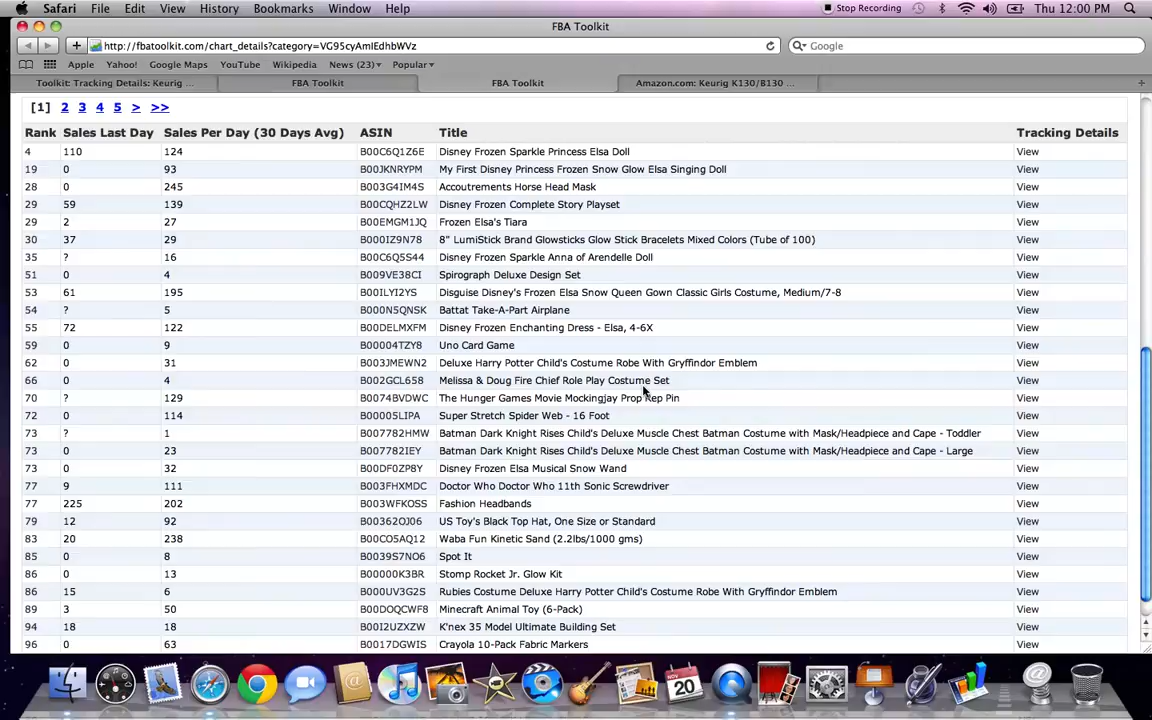 Safari File Edit View History Bookmarks Window Help Stop Recording Thu 12:00 PM
FBA Toolkit
http://fbatoolkit.com/chart_details?category=VG95cyAmIEdhbWVz Google
Apple Yahoo! Google Maps YouTube Wikipedia News (23) Popular
Toolkit: Tracking Details: Keurig ... FBA Toolkit FBA Toolkit Amazon.com: Keurig K130/B130 ...
[1] 2 3 4 5 > >>
Rank Sales Last Day Sales Per Day (30 Days Avg) ASIN Title Tracking Details
4 110 124 B00C6Q1Z6E Disney Frozen Sparkle Princess Elsa Doll View
19 0 93 B00JKNRYPM My First Disney Princess Frozen Snow Glow Elsa Singing Doll View
28 0 245 B003G4IM4S Accoutrements Horse Head Mask View
29 59 139 B00CQHZ2LW Disney Frozen Complete Story Playset View
29 2 27 B00EMGM1JQ Frozen Elsa's Tiara View
30 37 29 B000IZ9N78 8" LumiStick Brand Glowsticks Glow Stick Bracelets Mixed Colors (Tube of 100) View
35 ? 16 B00C6Q5S44 Disney Frozen Sparkle Anna of Arendelle Doll View
51 0 4 B009VE38CI Spirograph Deluxe Design Set View
53 61 195 B00ILYI2YS Disguise Disney's Frozen Elsa Snow Queen Gown Classic Girls Costume, Medium/7-8 View
54 ? 5 B000N5QNSK Battat Take-A-Part Airplane View
55 72 122 B00DELMXFM Disney Frozen Enchanting Dress - Elsa, 4-6X View
59 0 9 B00004TZY8 Uno Card Game View
62 0 31 B003JMEWN2 Deluxe Harry Potter Child's Costume Robe With Gryffindor Emblem View
66 0 4 B002GCL658 Melissa & Doug Fire Chief Role Play Costume Set View
70 ? 129 B0074BVDWC The Hunger Games Movie Mockingjay Prop Rep Pin View
72 0 114 B00005LIPA Super Stretch Spider Web - 16 Foot View
73 ? 1 B007782HMW Batman Dark Knight Rises Child's Deluxe Muscle Chest Batman Costume with Mask/Headpiece and Cape - Toddler View
73 0 23 B007782IEY Batman Dark Knight Rises Child's Deluxe Muscle Chest Batman Costume with Mask/Headpiece and Cape - Large View
73 0 32 B00DF0ZP8Y Disney Frozen Elsa Musical Snow Wand View
77 9 111 B003FHXMDC Doctor Who Doctor Who 11th Sonic Screwdriver View
77 225 202 B003WFKOSS Fashion Headbands View
79 12 92 B00362OJ06 US Toy's Black Top Hat, One Size or Standard View
83 20 238 B00CO5AQ12 Waba Fun Kinetic Sand (2.2lbs/1000 gms) View
85 0 8 B0039S7NO6 Spot It View
86 0 13 B00000K3BR Stomp Rocket Jr. Glow Kit View
86 15 6 B000UV3G2S Rubies Costume Deluxe Harry Potter Child's Costume Robe With Gryffindor Emblem View
89 3 50 B00DOQCWF8 Minecraft Animal Toy (6-Pack) View
94 18 18 B00I2UZXZW K'nex 35 Model Ultimate Building Set View
96 0 63 B0017DGWIS Crayola 10-Pack Fabric Markers View
NOV
20